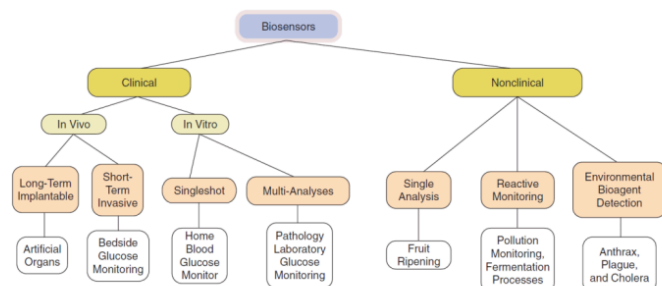 Biosensors
Clinical
Nonclinical
In Vivo
In Vitro
Long-Term
Implantable
Short-
Term
Invasive
Singleshot
Multi-Analyses
Single
Analysis
Reactive
Monitoring
Environmental
Bioagent
Detection
Artificial
Organs
Bedside
Glucose
Monitoring
Home
Blood
Glucose
Monitor
Pathology
Laboratory
Glucose
Monitoring
Fruit
Ripening
Pollution
Monitoring,
Fermentation
Processes
Anthrax,
Plague,
and Cholera